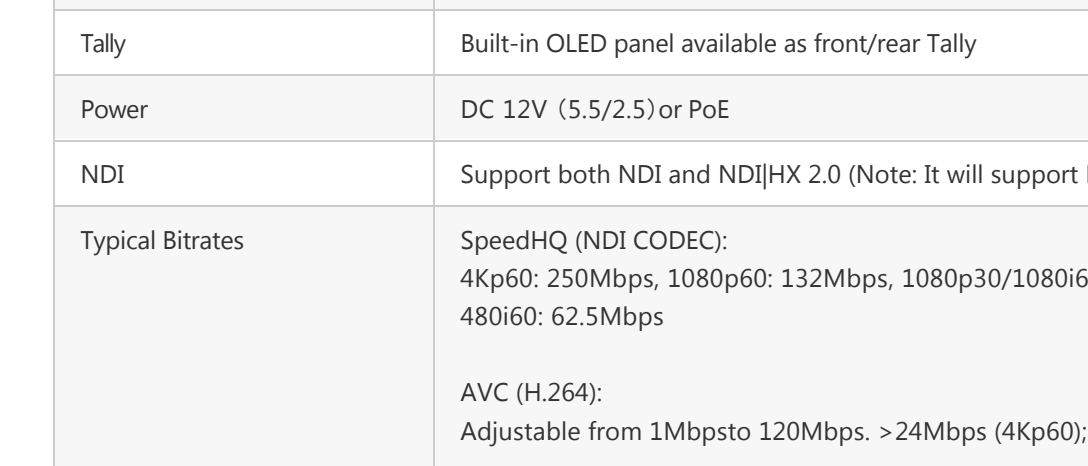 Tally
Built-in OLED panel available as front/rear Tally
Power
DC 12V（5.5/2.5）or PoE
NDI
Support both NDI and NDI|HX 2.0 (Note: It will support
Typical Bitrates
SpeedHQ (NDI CODEC):
4Kp60: 250Mbps, 1080p60: 132Mbps, 1080p30/1080i6
480i60: 62.5Mbps
AVC (H.264):
Adjustable from 1Mbpsto 120Mbps. >24Mbps (4Kp60);